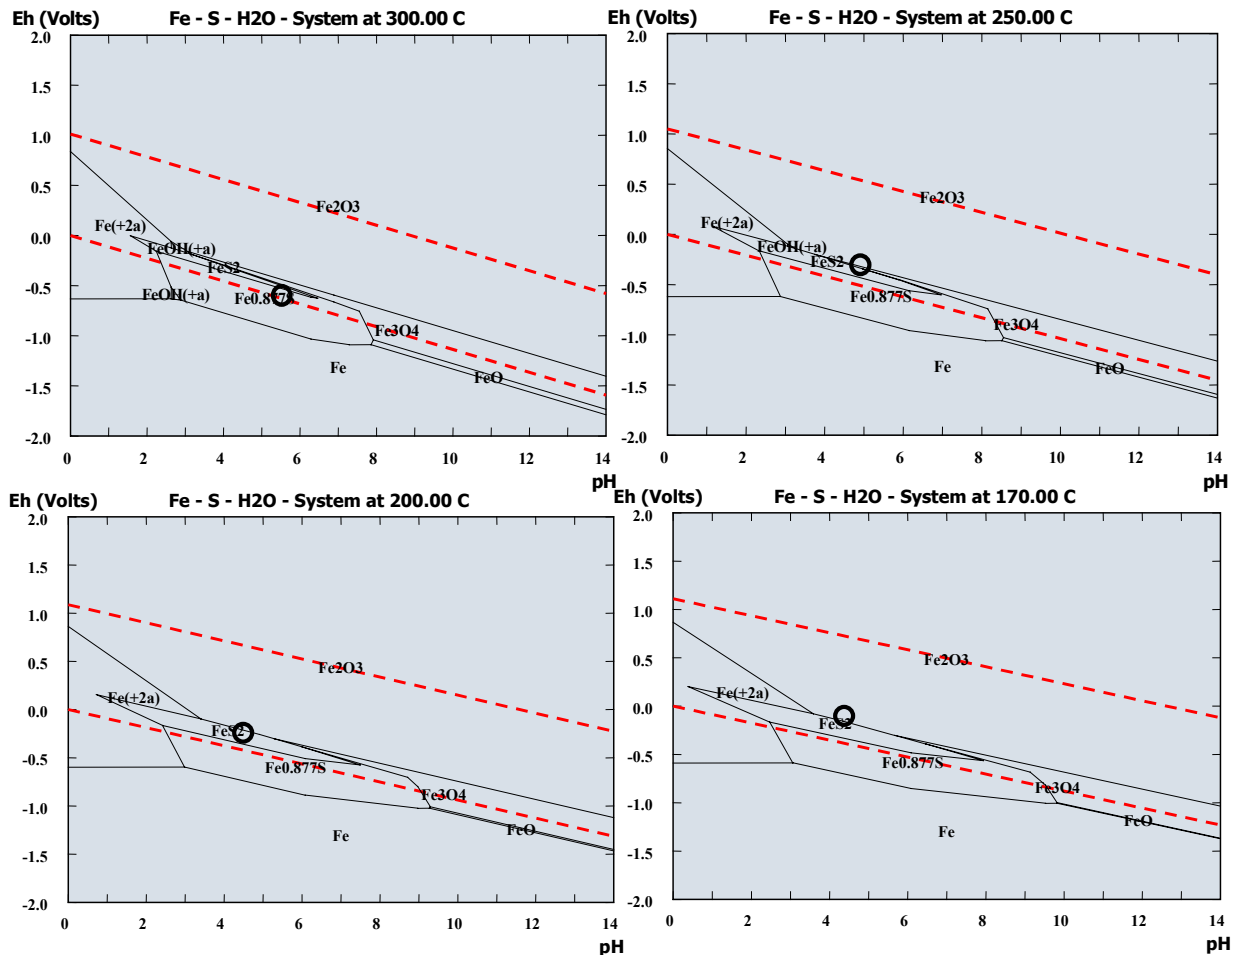 Eh (Volts) Fe - S - H2O - System at 300.00 C
2.0
1.5
1.0
0.5
0.0
-0.5
-1.0
-1.5
-2.0
Fe2O3
Fe(+2a)
FeOH(+a)
FeS2
FeOH(+a)
Fe0.877S
Fe3O4
Fe
FeO
0 2 4 6 8 10 12 14
pH
Eh (Volts) Fe - S - H2O - System at 250.00 C
2.0
1.5
1.0
0.5
0.0
-0.5
-1.0
-1.5
-2.0
Fe2O3
Fe(+2a)
FeOH(+a)
FeS2
Fe0.877S
Fe3O4
Fe
FeO
0 2 4 6 8 10 12 14
pH
Eh (Volts) Fe - S - H2O - System at 200.00 C
2.0
1.5
1.0
0.5
0.0
-0.5
-1.0
-1.5
-2.0
Fe2O3
Fe(+2a)
FeS2
Fe0.877S
Fe3O4
Fe
FeO
0 2 4 6 8 10 12 14
pH
Eh (Volts) Fe - S - H2O - System at 170.00 C
2.0
1.5
1.0
0.5
0.0
-0.5
-1.0
-1.5
-2.0
Fe2O3
Fe(+2a)
FeS2
Fe0.877S
Fe3O4
Fe
FeO
0 2 4 6 8 10 12 14
pH